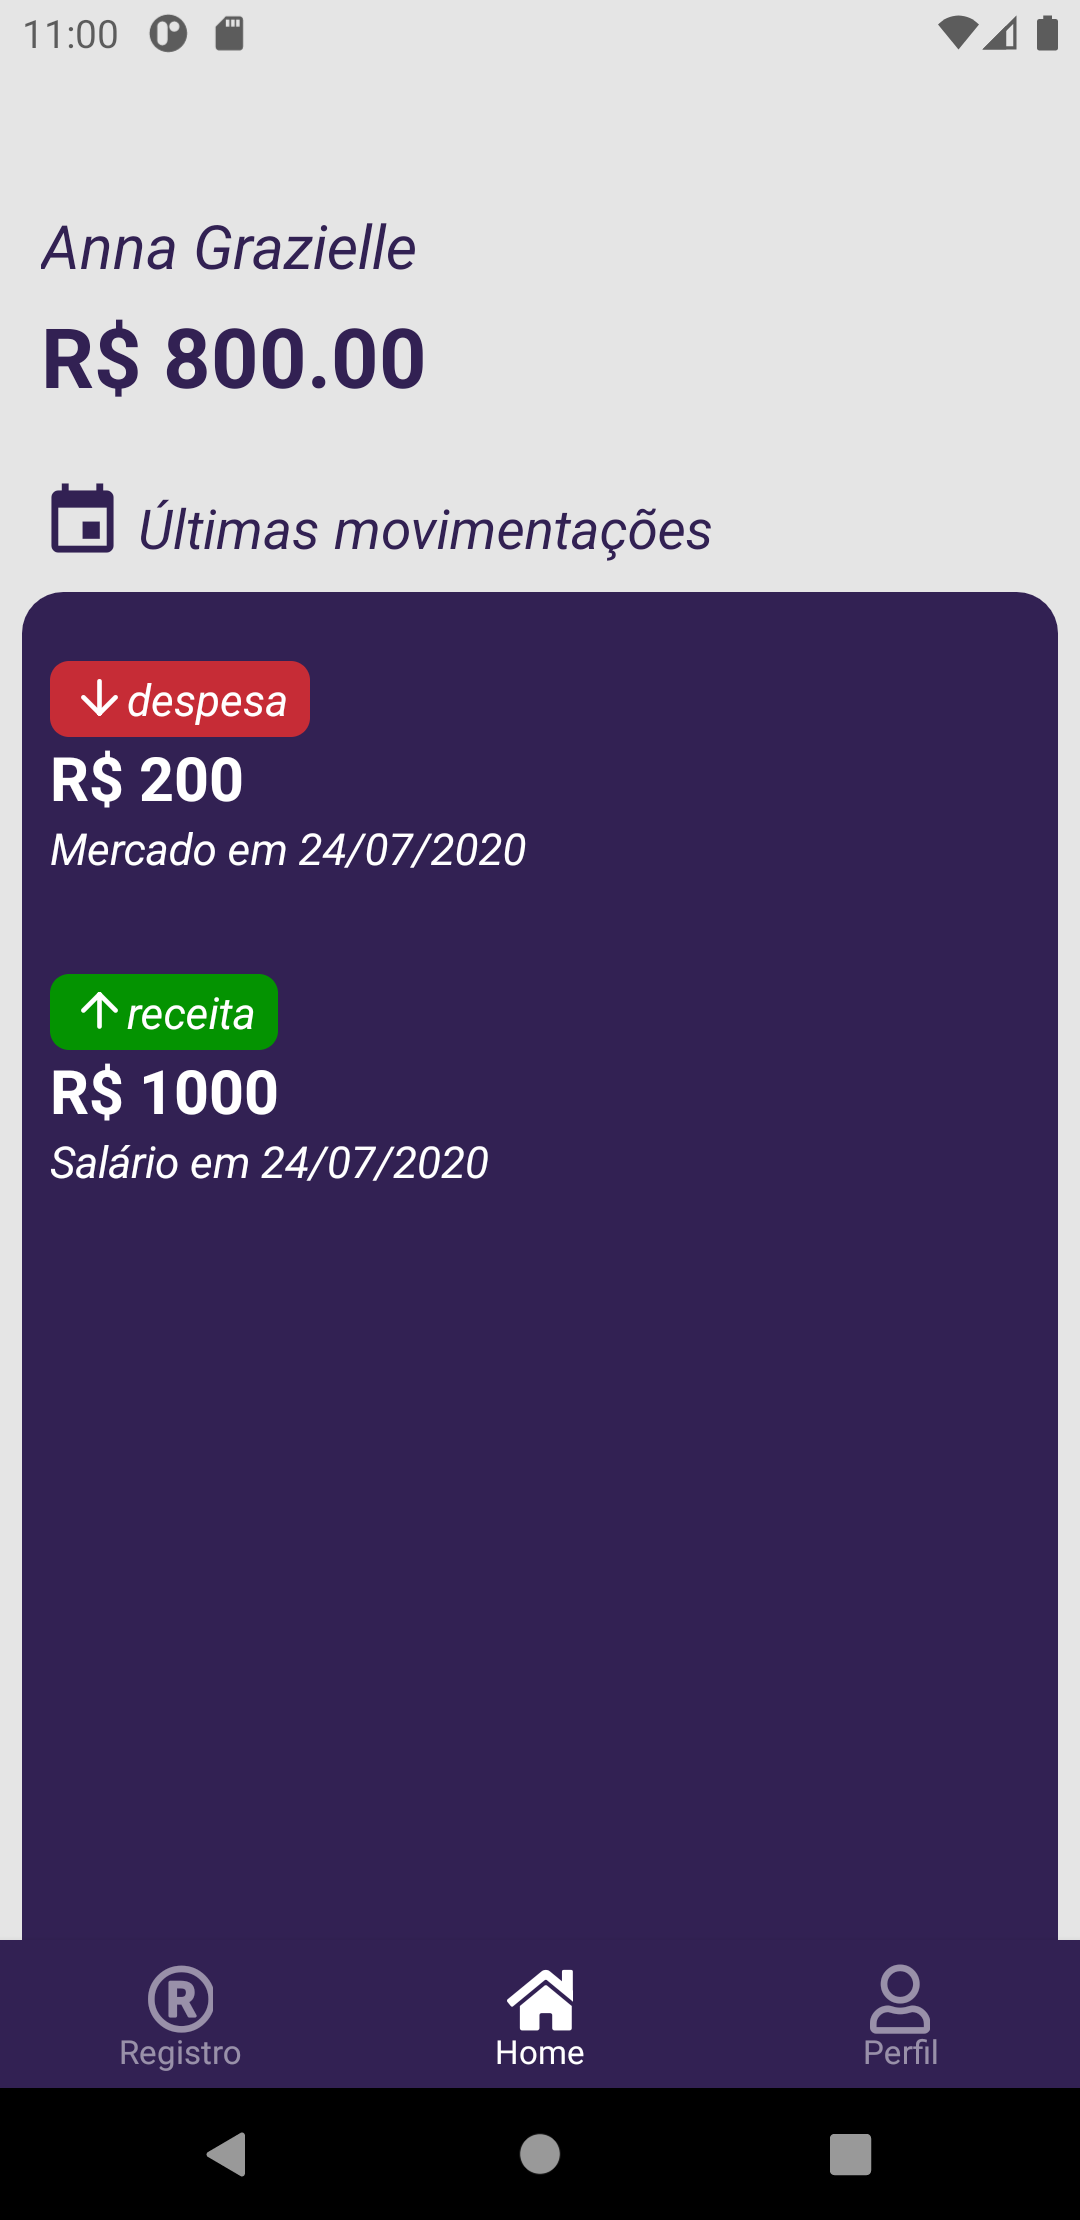 11:00
Anna Grazielle
R$ 800.00
Últimas movimentações
despesa
R$ 200
Mercado em 24/07/2020
receita
R$ 1000
Salário em 24/07/2020
R
Registro
Home
Perfil